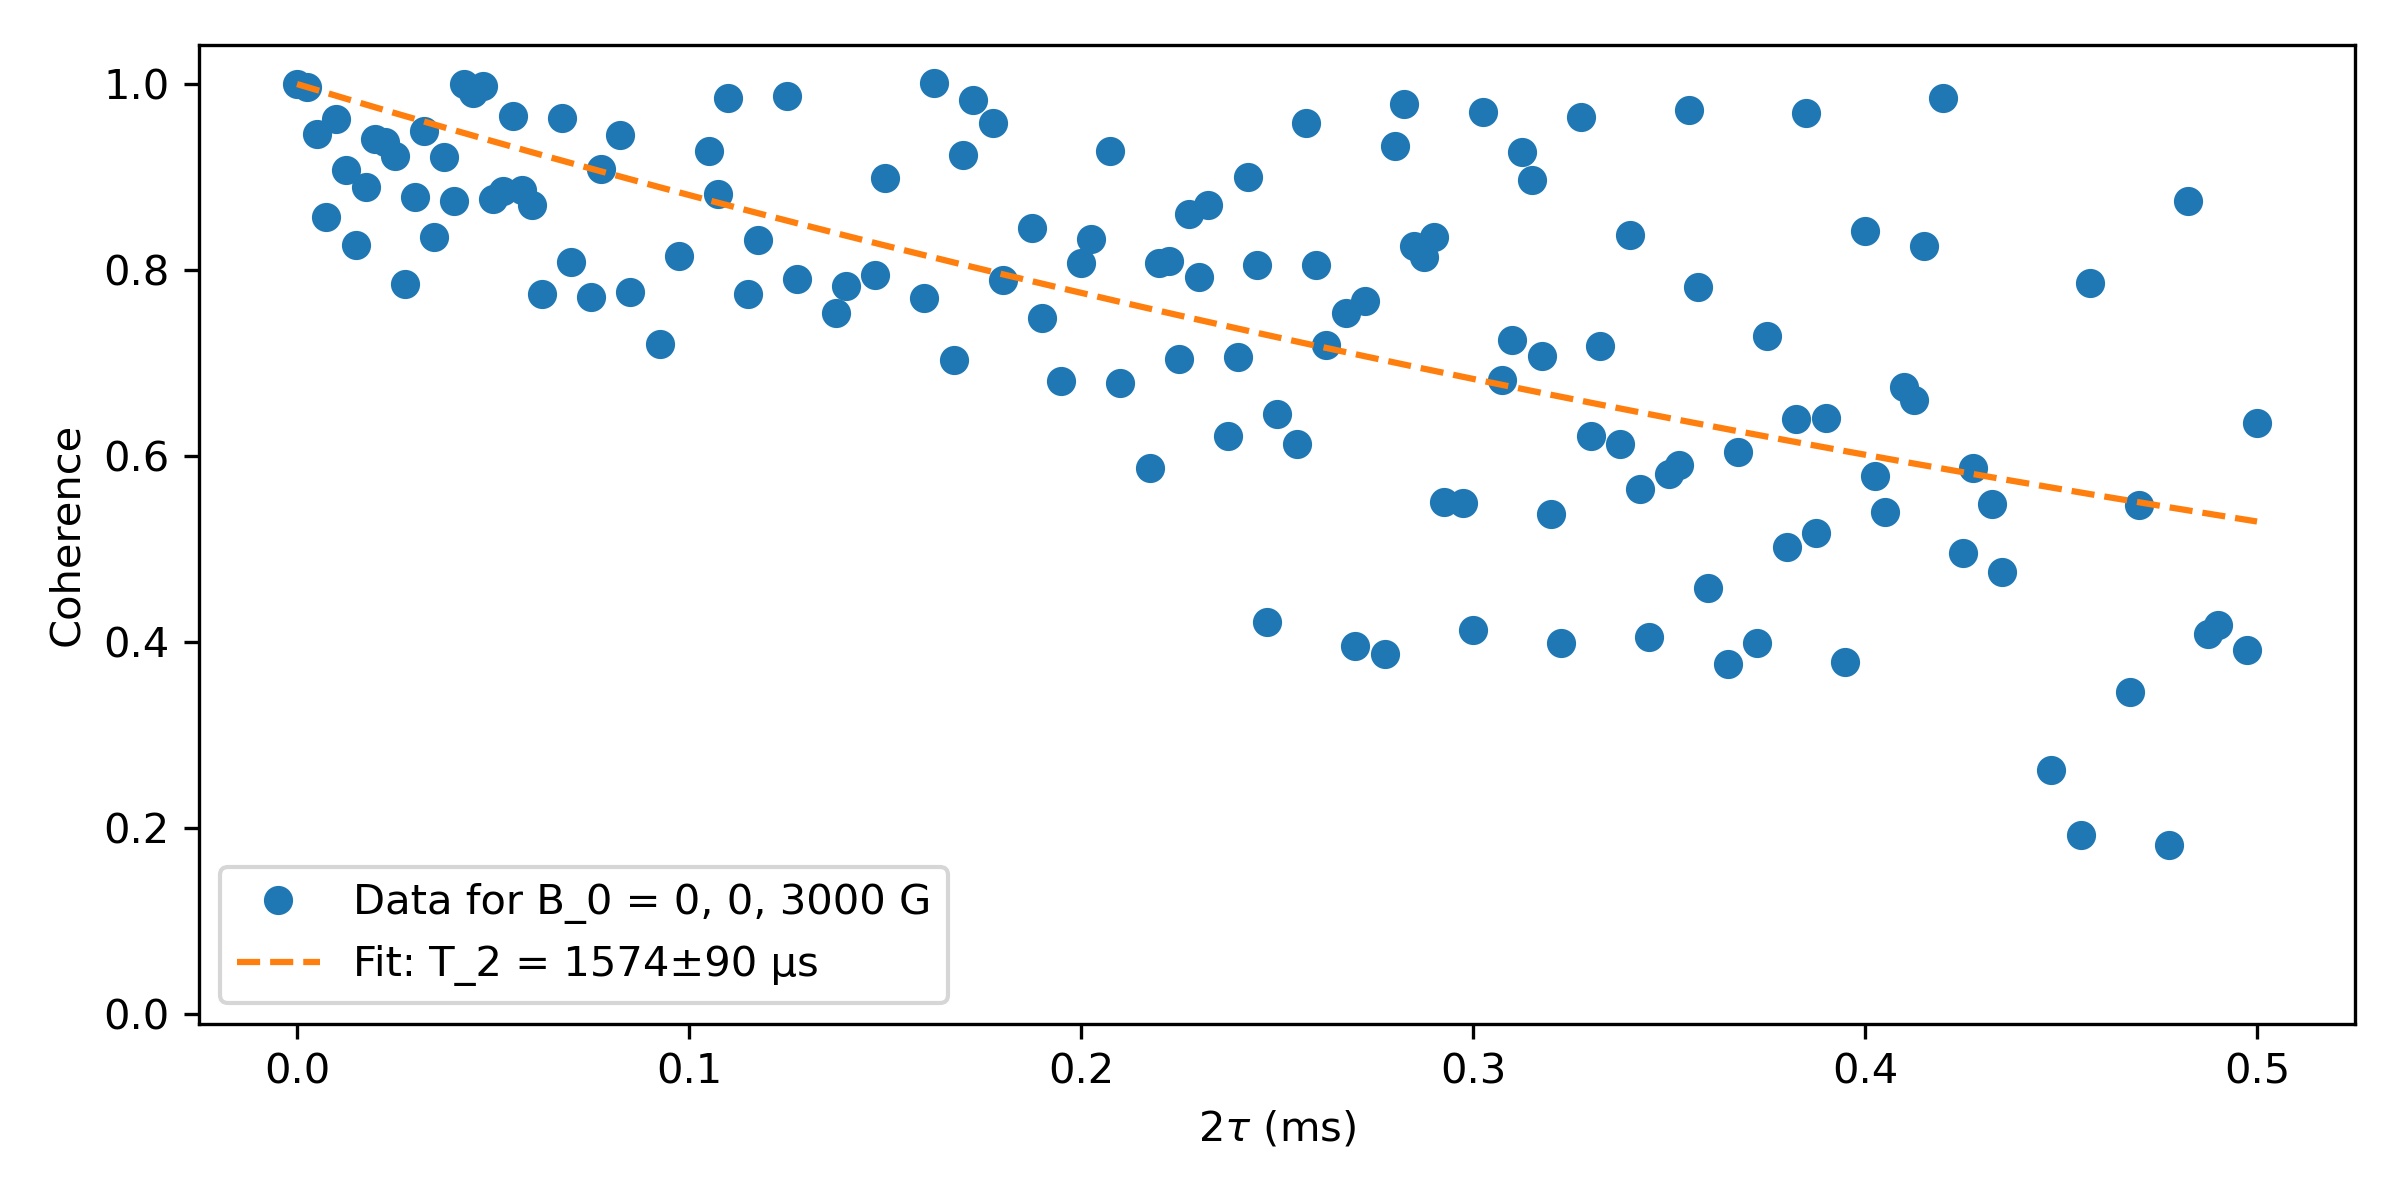 1.0
0.8
0.6
0.4
0.2
0.0
Coherence
Data for B_0 = 0, 0, 3000 G
Fit: T_2 = 1574±90 µs
0.0 0.1 0.2 0.3 0.4 0.5
2τ (ms)